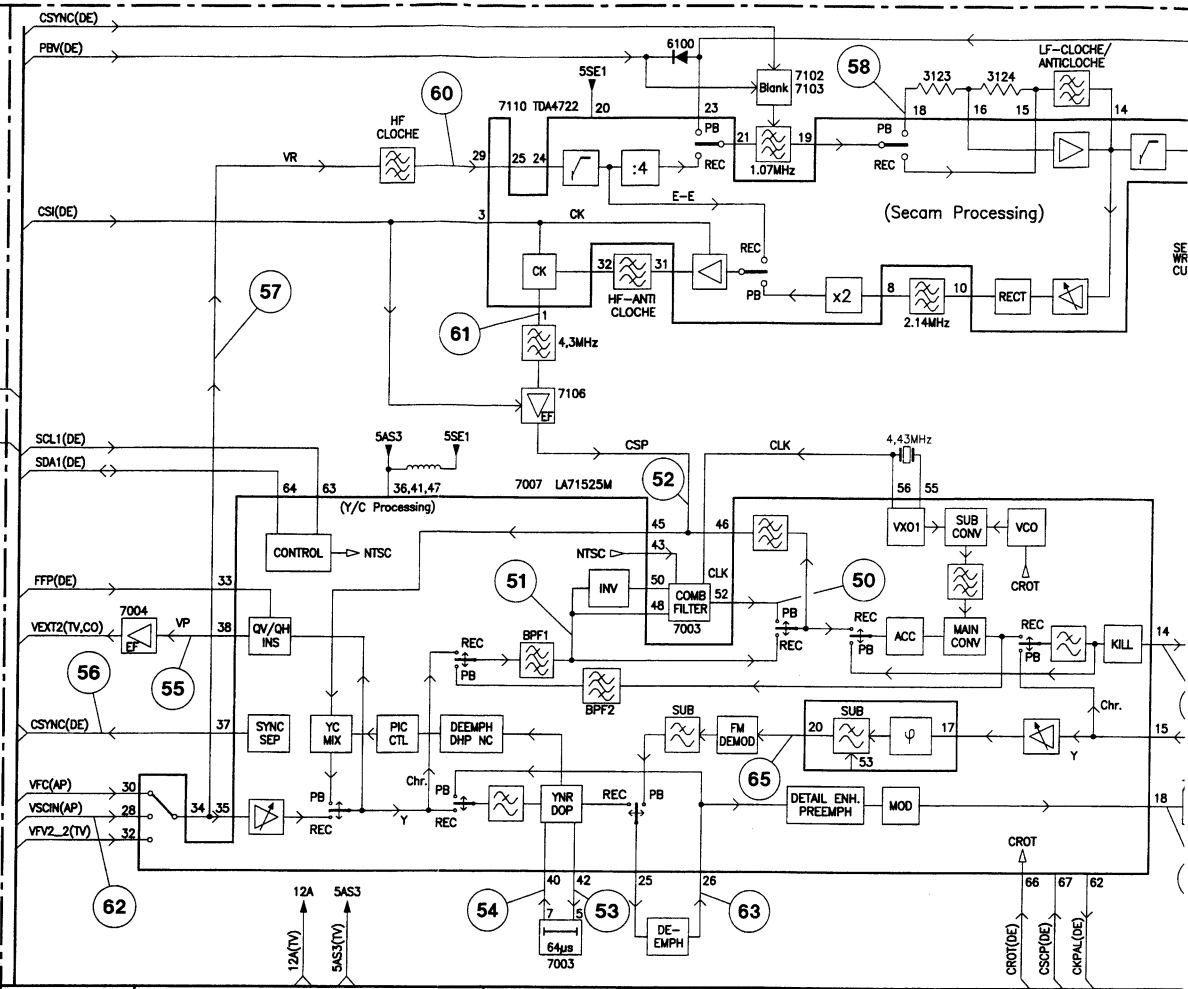 CSYNC(DE)
PBV(DE)
6100
5SE1
Blank
7102
7103
58
3123
3124
LF-CLOCHE/
ANTICLOCHE
60
7110 TDA4722
20
23
18
16
15
14
HF
CLOCHE
PB
PB
VR
29
25
24
:4
21
19
REC
1.07MHz
REC
E-E
CSI(DE)
3
CK
(Secam Processing)
REC
SE
WR
CU
CK
32
31
57
HF-ANTI
CLOCHE
PB
x2
8
10
RECT
2.14MHz
61
1
4,3MHz
7106
EF
SCL1(DE)
5AS3
5SE1
CSP
CLK
4,43MHz
SDA1(DE)
64
63
36,41,47
7007 LA71525M
52
56
55
(Y/C Processing)
45
46
VXO1
SUB
CONV
VCO
CONTROL
NTSC
NTSC
43
CLK
CROT
FFP(DE)
33
51
INV
50
COMB
FILTER
52
50
48
7003
7004
VEXT2(TV,CO)
EF
VP
38
QV/QH
INS
REC
BPF1
PB
REC
REC
ACC
MAIN
CONV
REC
KILL
14
PB
PB
PB
56
55
BPF2
Chr.
CSYNC(DE)
37
SYNC
SEP
YC
MIX
PIC
CTL
DEEMPH
DHP NC
SUB
FM
DEMOD
20
SUB
φ
17
Y
15
65
53
Chr.
VFC(AP)
30
PB
PB
YNR
DOP
REC
PB
VSCIN(AP)
28
34
35
DETAIL ENH.
PREEMPH
MOD
18
VFV2_2(TV)
32
REC
Y
REC
CROT
62
12A
5AS3
54
40
42
53
25
26
63
66
67
62
7
5
64µs
7003
DE-
EMPH
12A(TV)
5AS3(TV)
CROT(DE)
CSCP(DE)
CKPAL(DE)